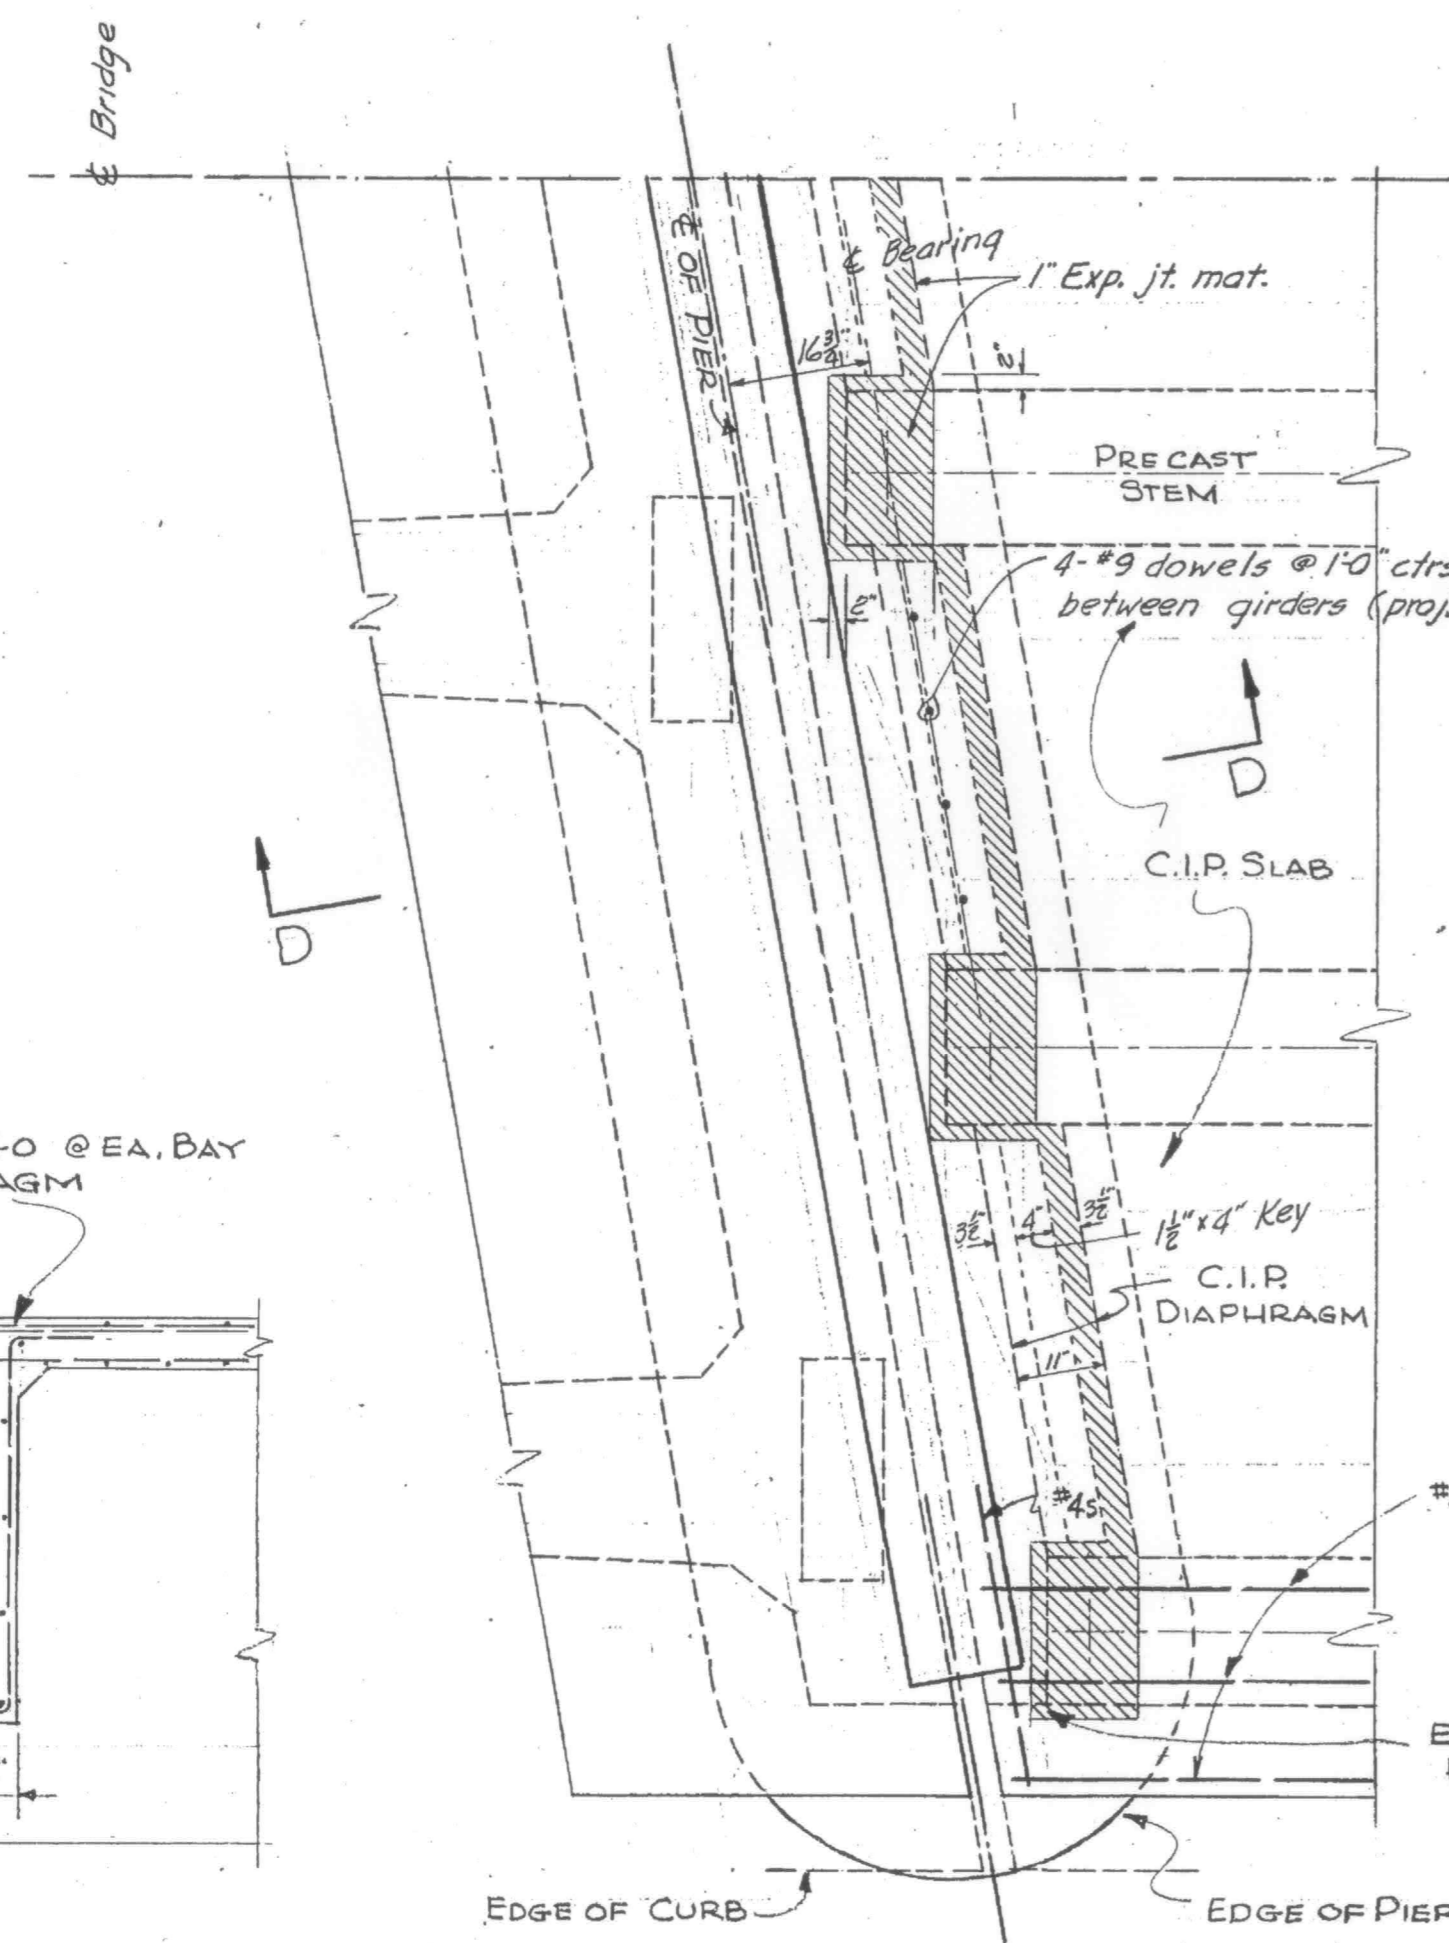 ℄ Bridge
℄ OF PIER
℄ Bearing
1" Exp. jt. mat.
16¾"
2"
PRECAST
STEM
4-#9 dowels @ 1'-0" ctrs
between girders (proj.
2"
D
C.I.P. SLAB
D
-0 @ EA. BAY
AGM
3½"
4"
3½"
1½" x 4" Key
C.I.P.
DIAPHRAGM
11"
#4s
#
E
EDGE OF CURB
EDGE OF PIER